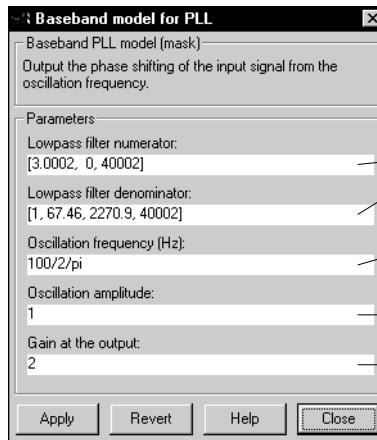 Baseband model for PLL
Baseband PLL model (mask)
Output the phase shifting of the input signal from the
oscillation frequency.
Parameters
Lowpass filter numerator:
[3.0002, 0, 40002]
Lowpass filter denominator:
[1, 67.46, 2270.9, 40002]
Oscillation frequency (Hz):
100/2/pi
Oscillation amplitude:
1
Gain at the output:
2
Apply Revert Help Close